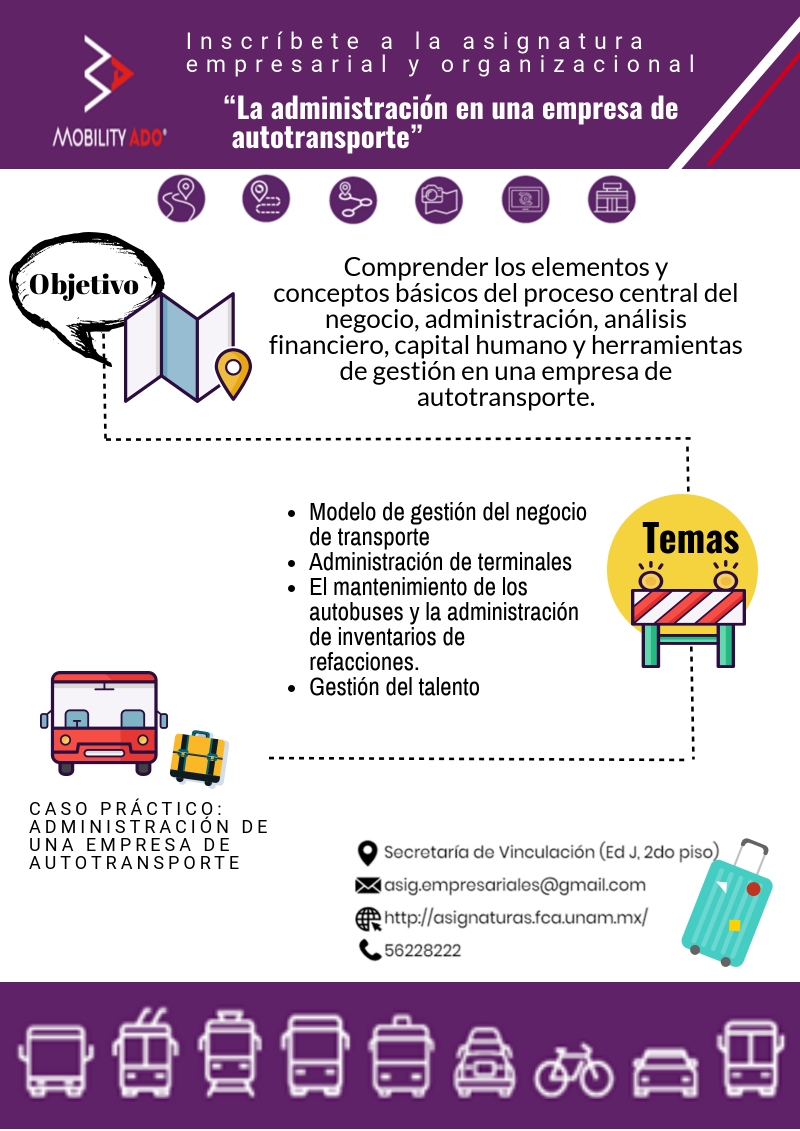 Inscríbete a la asignatura
empresarial y organizacional
“La administración en una empresa de
autotransporte”
MOBILITY ADO®
Objetivo
Comprender los elementos y
conceptos básicos del proceso central del
negocio, administración, análisis
financiero, capital humano y herramientas
de gestión en una empresa de
autotransporte.
Temas
• Modelo de gestión del negocio
de transporte
• Administración de terminales
• El mantenimiento de los
autobuses y la administración
de inventarios de
refacciones.
• Gestión del talento
CASO PRÁCTICO:
ADMINISTRACIÓN DE
UNA EMPRESA DE
AUTOTRANSPORTE
Secretaría de Vinculación (Ed J, 2do piso)
asig.empresariales@gmail.com
http://asignaturas.fca.unam.mx/
56228222